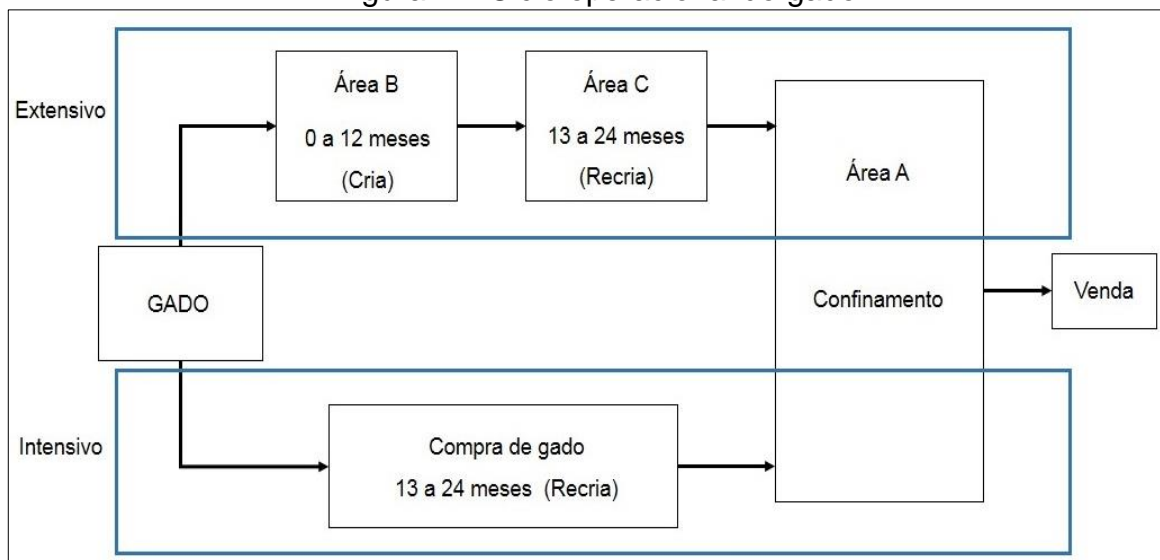 Extensivo
Área B
0 a 12 meses
(Cria)
Área C
13 a 24 meses
(Recria)
Área A
Confinamento
GADO
Venda
Intensivo
Compra de gado
13 a 24 meses (Recria)